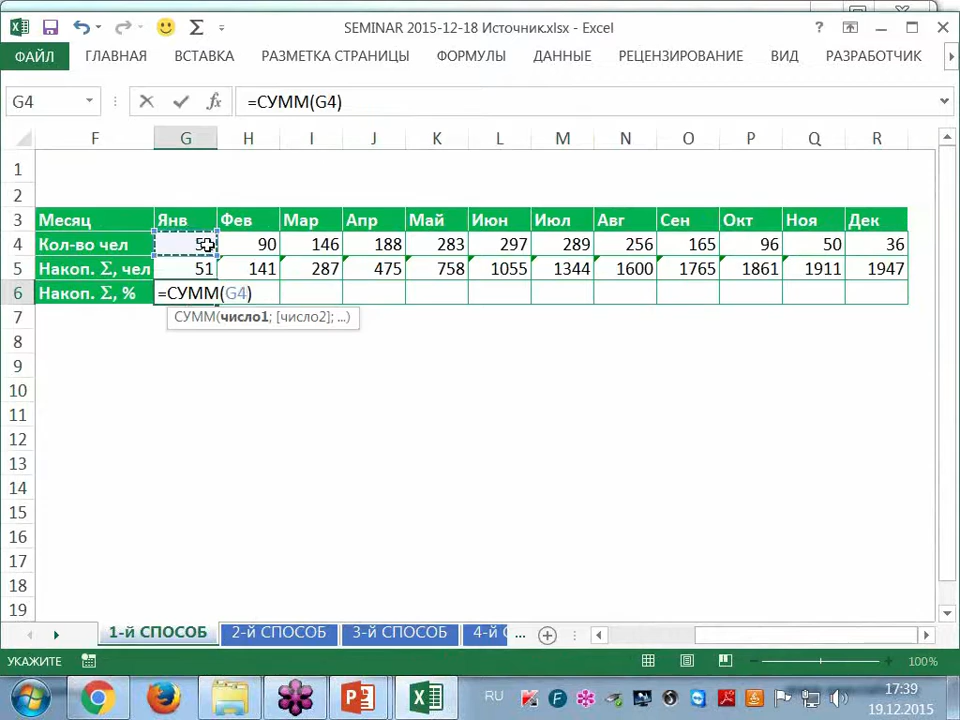 SEMINAR 2015-12-18 Источник.xlsx - Excel
?
ФАЙЛ ГЛАВНАЯ ВСТАВКА РАЗМЕТКА СТРАНИЦЫ ФОРМУЛЫ ДАННЫЕ РЕЦЕНЗИРОВАНИЕ ВИД РАЗРАБОТЧИК
G4 fx =СУММ(G4)
F G H I J K L M N O P Q R
1
2
3 Месяц Янв Фев Мар Апр Май Июн Июл Авг Сен Окт Ноя Дек
4 Кол-во чел 90 146 188 283 297 289 256 165 96 50 36
5 Накоп. Σ, чел 51 141 287 475 758 1055 1344 1600 1765 1861 1911 1947
6 Накоп. Σ, % =СУММ(G4)
7 СУММ(число1; [число2]; ...)
8
9
10
11
12
13
14
15
16
17
18
19
1-й СПОСОБ 2-й СПОСОБ 3-й СПОСОБ 4-й ...
УКАЖИТЕ 100%
RU 17:39
19.12.2015